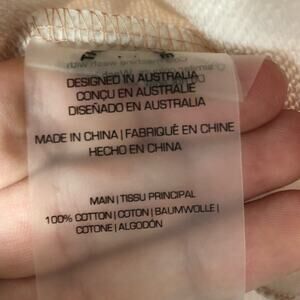 DESIGNED IN AUSTRALIA
CONÇU EN AUSTRALIE
DISEÑADO EN AUSTRALIA
MADE IN CHINA | FABRIQUÉ EN CHINE
HECHO EN CHINA
MAIN | TISSU PRINCIPAL
100% COTTON | COTON | BAUMWOLLE |
COTONE | ALGODÓN